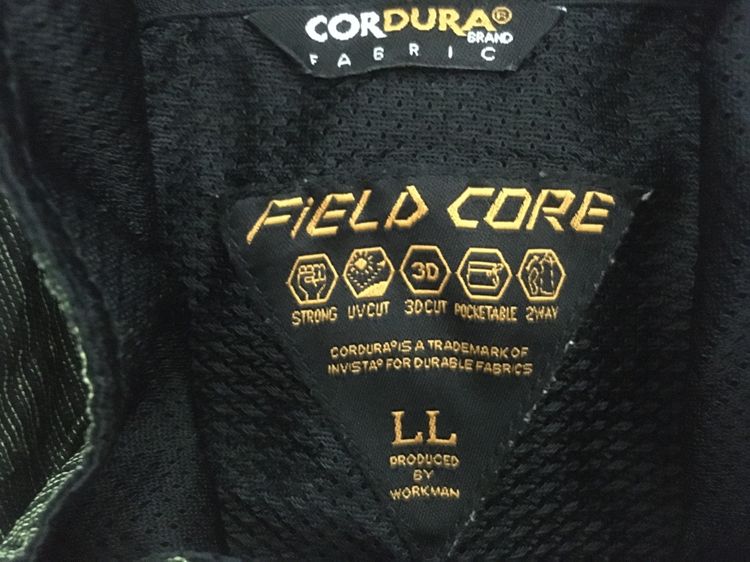 CORDURA®
BRAND
FABRIC
FiELD CORE
3D
STRONG UVCUT 3DCUT POCKETABLE 2WAY
CORDURA® IS A TRADEMARK OF
INVISTA® FOR DURABLE FABRICS
LL
PRODUCED
BY
WORKMAN